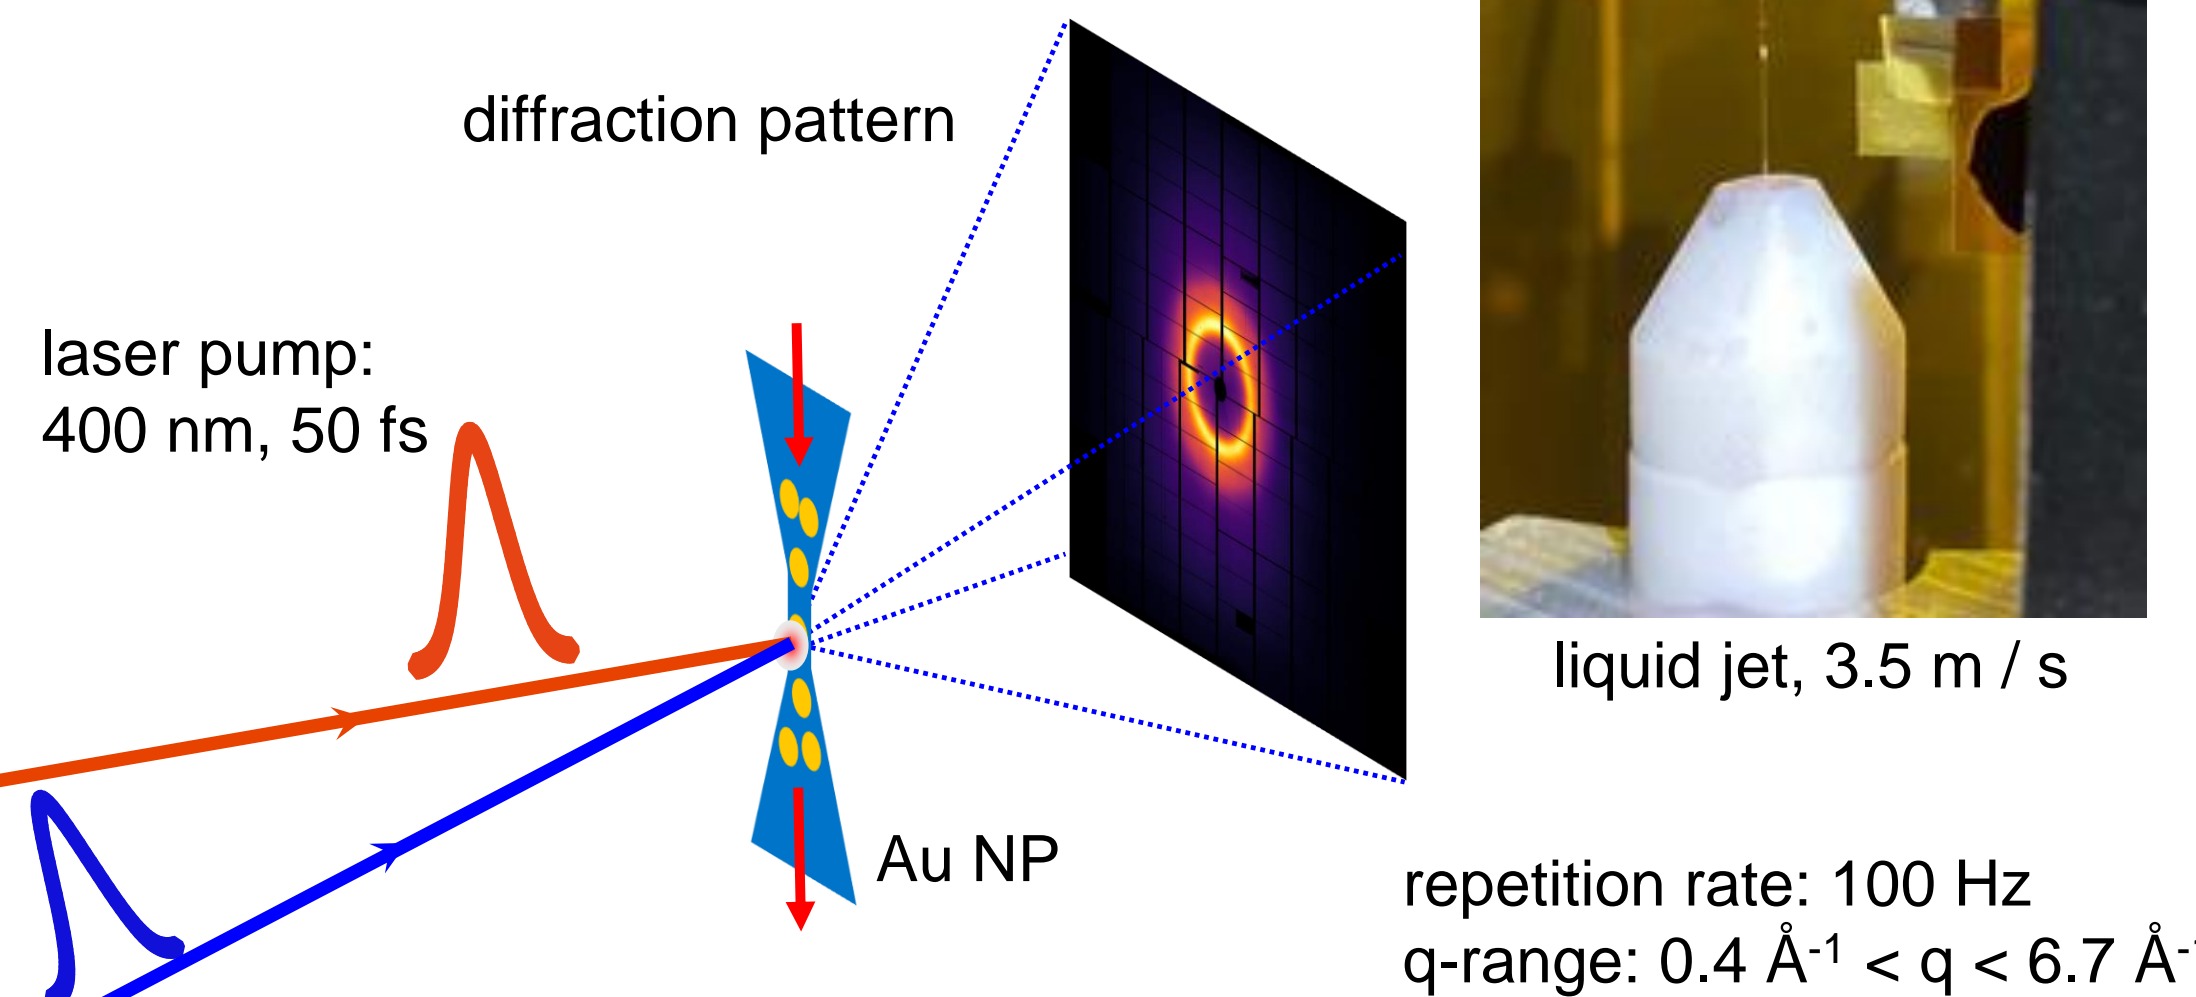 diffraction pattern
laser pump:
400 nm, 50 fs
liquid jet, 3.5 m / s
Au NP
repetition rate: 100 Hz
q-range: 0.4 Å⁻¹ < q < 6.7 Å⁻¹